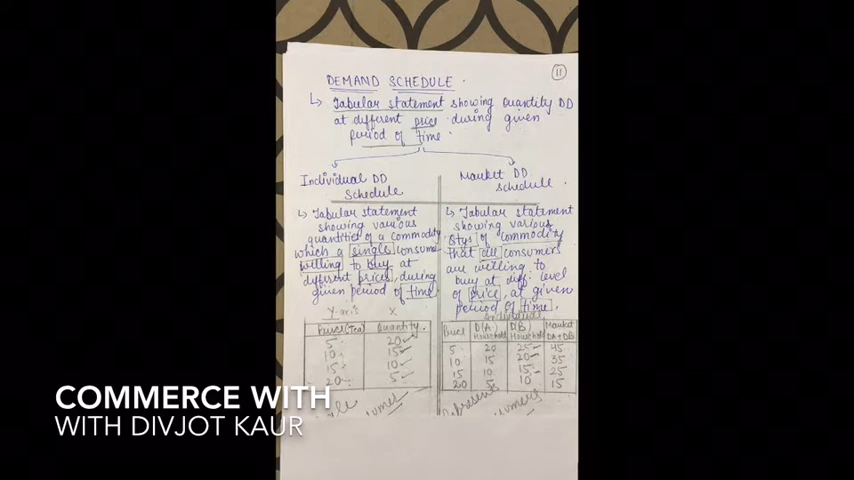 11
DEMAND SCHEDULE.
↳ Tabular statement showing Quantity DD
at different price during given
period of time.
Individual DD
Schedule
↳ Tabular statement
showing various
quantities of a commodity
which a single consumer
willing to buy at
different prices, during
given period of time
Y-axis X
Price (Tea) Quantity
5 20
10 15
15 10
20 5
Market DD
Schedule
↳ Tabular statement
showing various
Qtys of commodity
that all consumers
are willing to
buy at diff. level
of price, at given
period of time
individuals
Price D(A) Household D(B) Household Market DA+DB
5 20 25 45
10 15 20 35
15 10 15 25
20 5 10 15
Represents
COMMERCE WITH
WITH DIVJOT KAUR